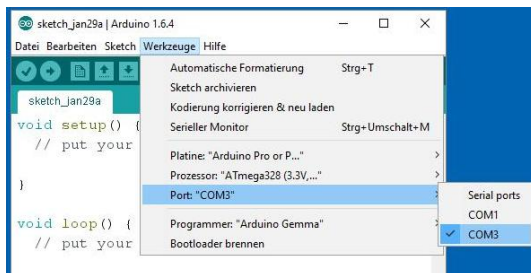 sketch_jan29a | Arduino 1.6.4
Datei Bearbeiten Sketch Werkzeuge Hilfe
sketch_jan29a
void setup() {
// put your
}
void loop() {
// put your
Automatische Formatierung Strg+T
Sketch archivieren
Kodierung korrigieren & neu laden
Serieller Monitor Strg+Umschalt+M
Platine: "Arduino Pro or P..."
Prozessor: "ATmega328 (3.3V,..."
Port: "COM3"
Programmer: "Arduino Gemma"
Bootloader brennen
Serial ports
COM1
COM3